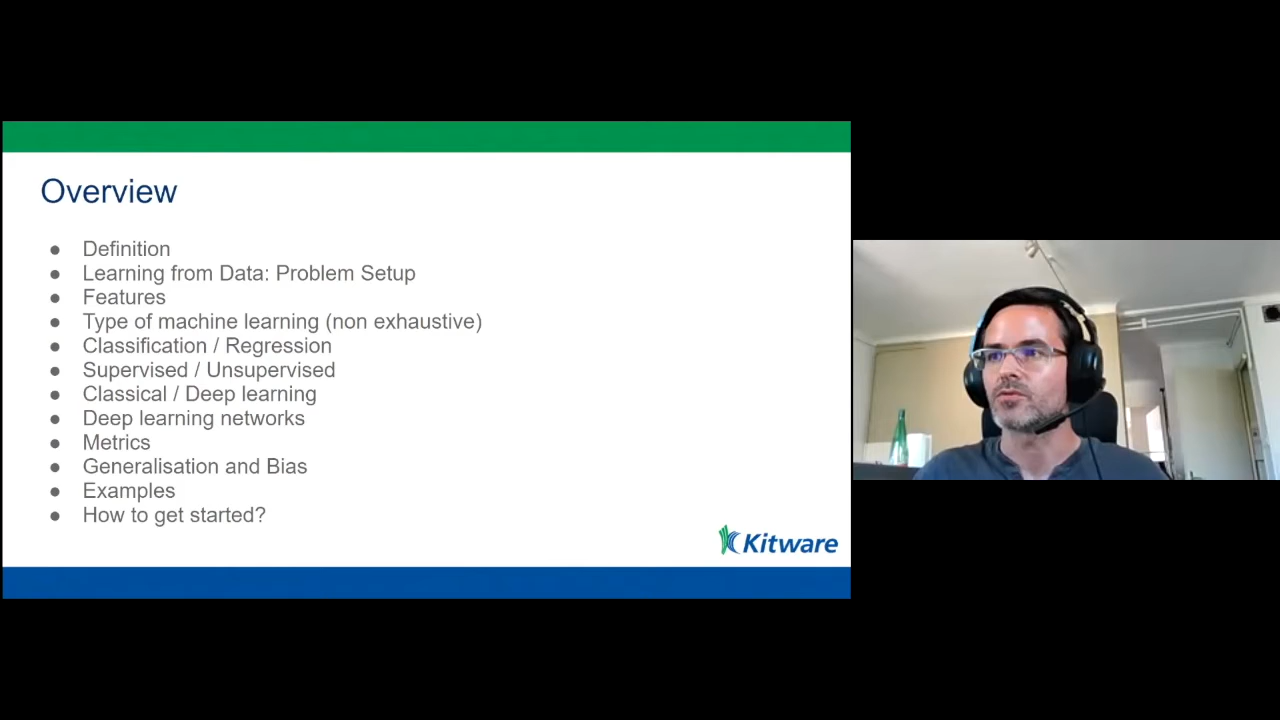 Overview
● Definition
● Learning from Data: Problem Setup
● Features
● Type of machine learning (non exhaustive)
● Classification / Regression
● Supervised / Unsupervised
● Classical / Deep learning
● Deep learning networks
● Metrics
● Generalisation and Bias
● Examples
● How to get started?
Kitware